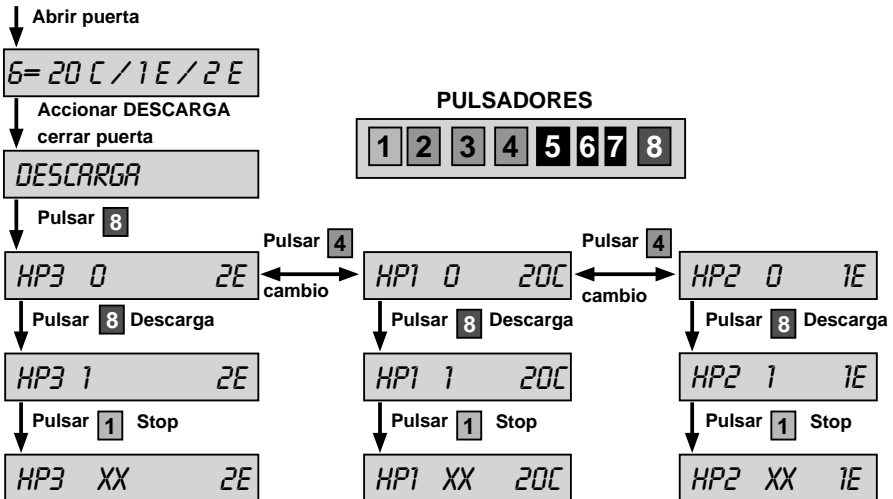 Abrir puerta
6= 20 C / 1 E / 2 E
Accionar DESCARGA
cerrar puerta
PULSADORES
1 2 3 4 5 6 7 8
DESCARGA
Pulsar 8
Pulsar 4
Pulsar 4
HP3 0 2E
cambio
HP1 0 20C
cambio
HP2 0 1E
Pulsar 8 Descarga
Pulsar 8 Descarga
Pulsar 8 Descarga
HP3 1 2E
HP1 1 20C
HP2 1 1E
Pulsar 1 Stop
Pulsar 1 Stop
Pulsar 1 Stop
HP3 XX 2E
HP1 XX 20C
HP2 XX 1E